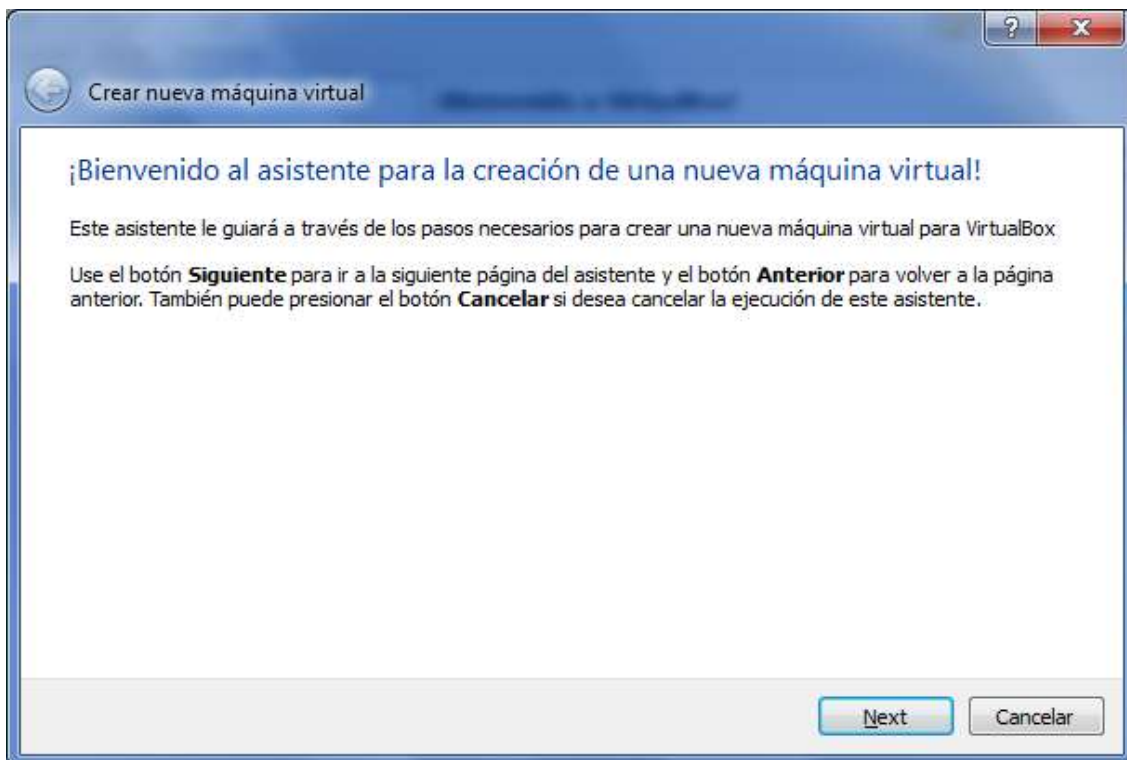 Crear nueva máquina virtual
¡Bienvenido al asistente para la creación de una nueva máquina virtual!
Este asistente le guiará a través de los pasos necesarios para crear una nueva máquina virtual para VirtualBox
Use el botón Siguiente para ir a la siguiente página del asistente y el botón Anterior para volver a la página
anterior. También puede presionar el botón Cancelar si desea cancelar la ejecución de este asistente.
Next Cancelar